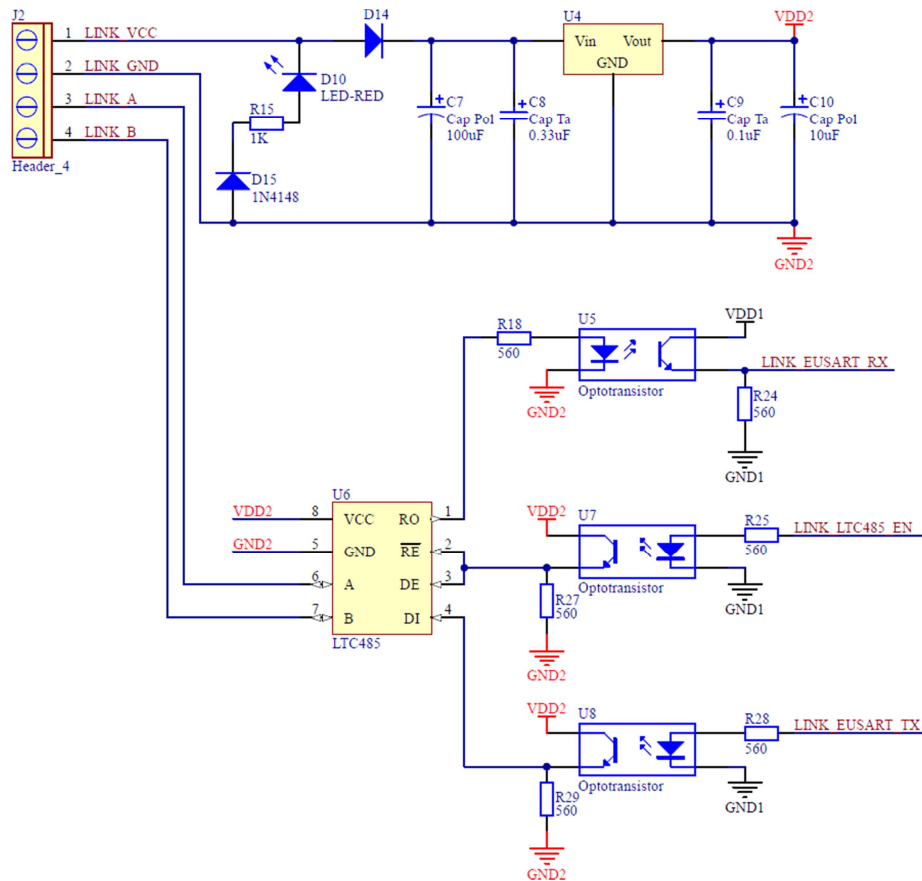 J2
1 LINK_VCC
2 LINK_GND
3 LINK_A
4 LINK_B
Header_4
D14
D10
LED-RED
R15
1K
D15
1N4148
C7
Cap Pol
100uF
C8
Cap Ta
0.33uF
U4
Vin Vout
GND
C9
Cap Ta
0.1uF
VDD2
C10
Cap Pol
10uF
GND2
R18
560
GND2
U5
Optotransistor
VDD1
LINK_EUSART_RX
R24
560
GND1
U6
VDD2 8 VCC RO 1
GND2 5 GND RE 2
6 A DE 3
7 B DI 4
LTC485
VDD2
U7
Optotransistor
R25
560
LINK_LTC485_EN
GND1
R27
560
GND2
VDD2
U8
Optotransistor
R28
560
LINK_EUSART_TX
GND1
R29
560
GND2